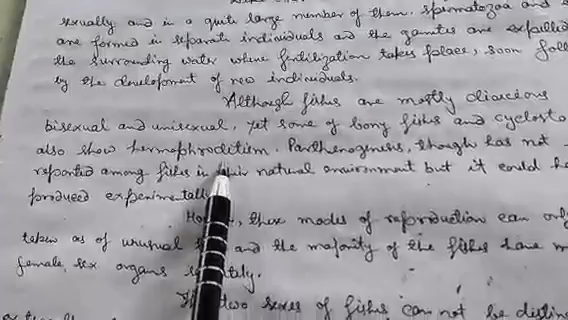 sexually and in a quite large number of them, spermatozoa and
are formed in separate individuals and the gametes are expelled
the surrounding water where fertilization takes place, soon foll
by the development of new individuals.
Although fishes are mostly dioecious
bisexual and unisexual, yet some of bony fishes and cyclosto
also show hermaphroditism. Parthenogenesis, though has not
reported among fishes in their natural environment but it could
produced experimentally
these modes of reproduction can only
taken as of unusual and the majority of the fishes have
female sex organs
two sexes of fishes can not be distin